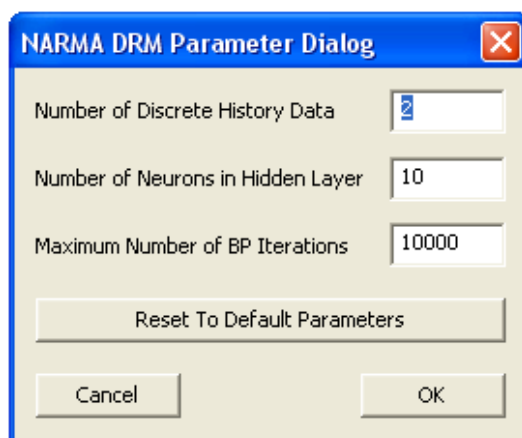 NARMA DRM Parameter Dialog
Number of Discrete History Data 2
Number of Neurons in Hidden Layer 10
Maximum Number of BP Iterations 10000
Reset To Default Parameters
Cancel OK